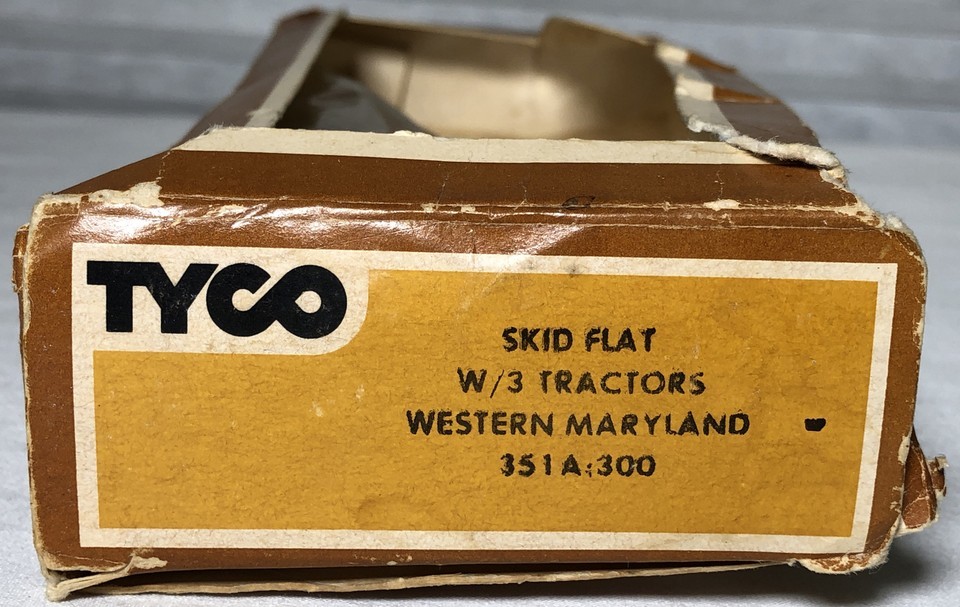 TYCO
SKID FLAT
W/3 TRACTORS
WESTERN MARYLAND
351A:300